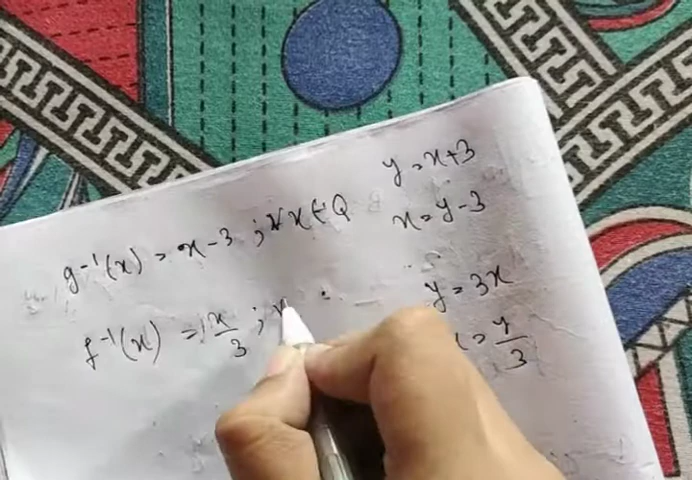 y = x+3
g⁻¹(x) = x-3 ; ∀ x ∈ Q
x = y-3
y = 3x
f⁻¹(x) = x/3 ;
= y/3